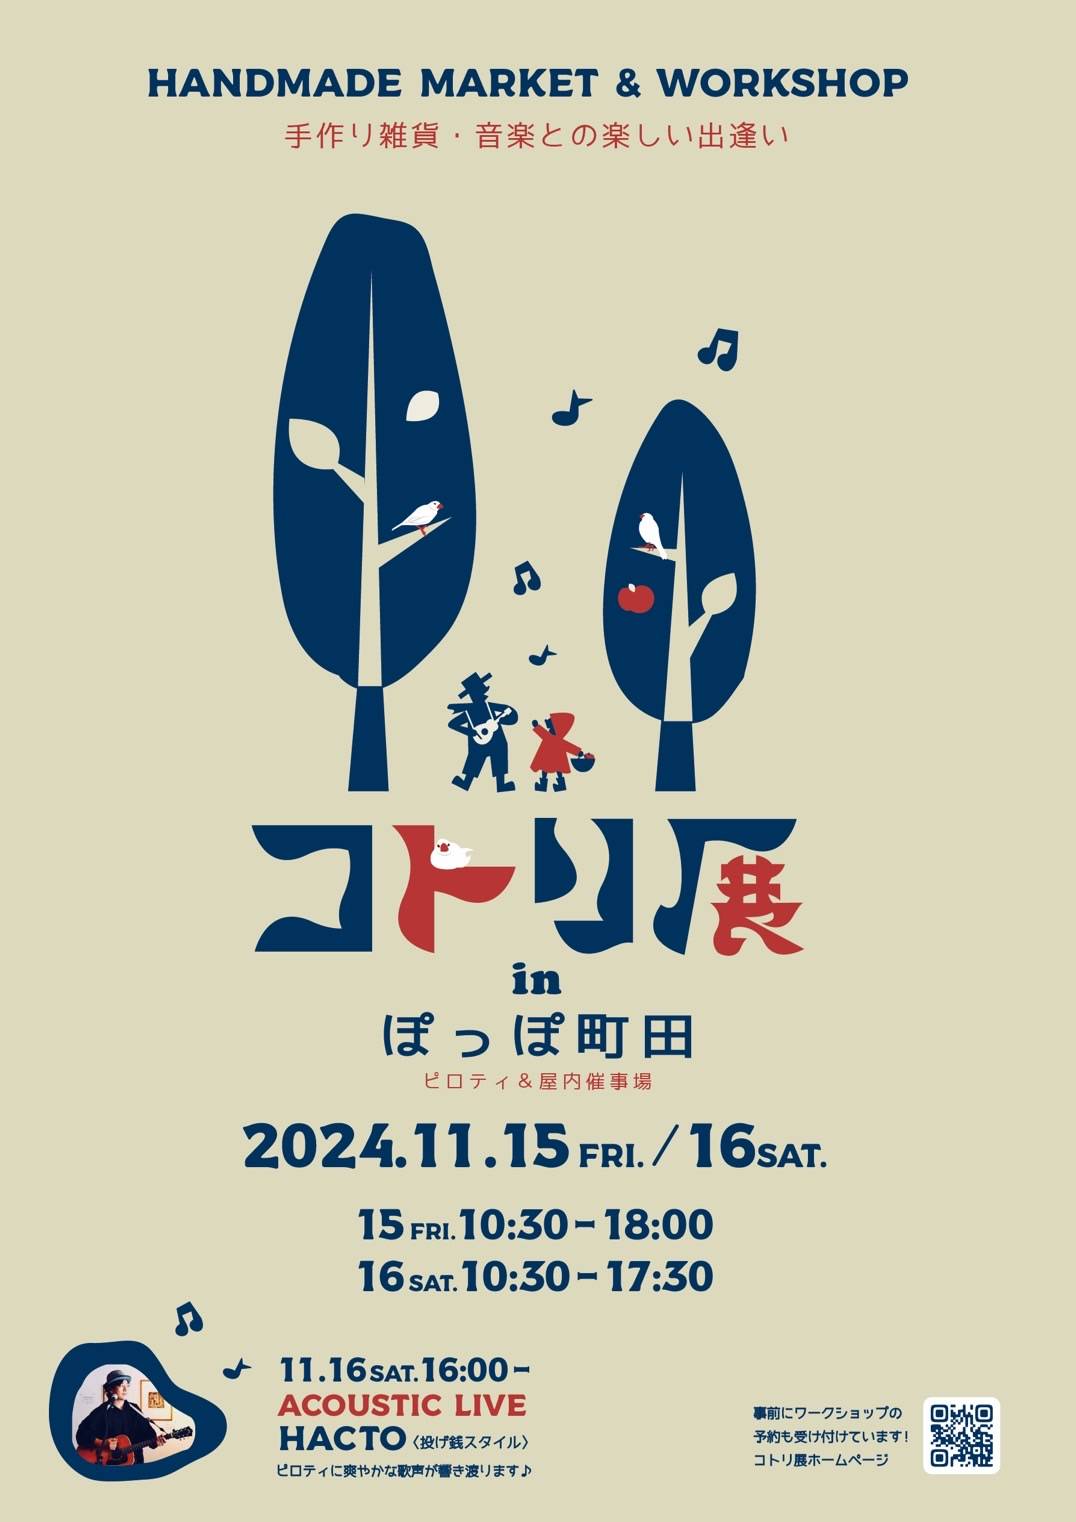 HANDMADE MARKET & WORKSHOP
手作り雑貨・音楽との楽しい出逢い
コトリ展
in
ぽっぽ町田
ピロティ＆屋内催事場
2024.11.15 FRI. / 16 SAT.
15 FRI. 10:30 - 18:00
16 SAT. 10:30 - 17:30
11.16 SAT. 16:00 -
ACOUSTIC LIVE
HACTO〈投げ銭スタイル〉
ピロティに爽やかな歌声が響き渡ります♪
事前にワークショップの
予約も受け付けています!
コトリ展ホームページ